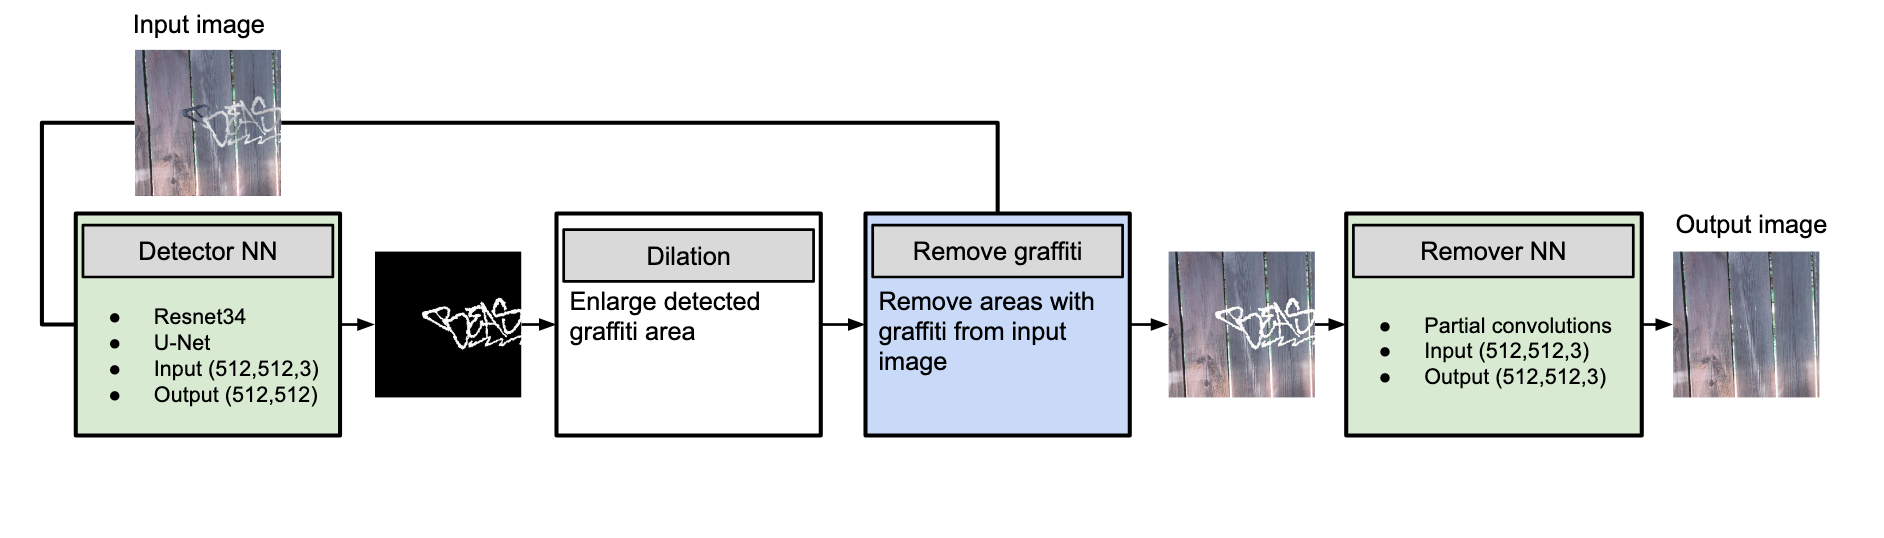 Input image
Detector NN
● Resnet34
● U-Net
● Input (512,512,3)
● Output (512,512)
Dilation
Enlarge detected
graffiti area
Remove graffiti
Remove areas with
graffiti from input
image
Remover NN
● Partial convolutions
● Input (512,512,3)
● Output (512,512,3)
Output image